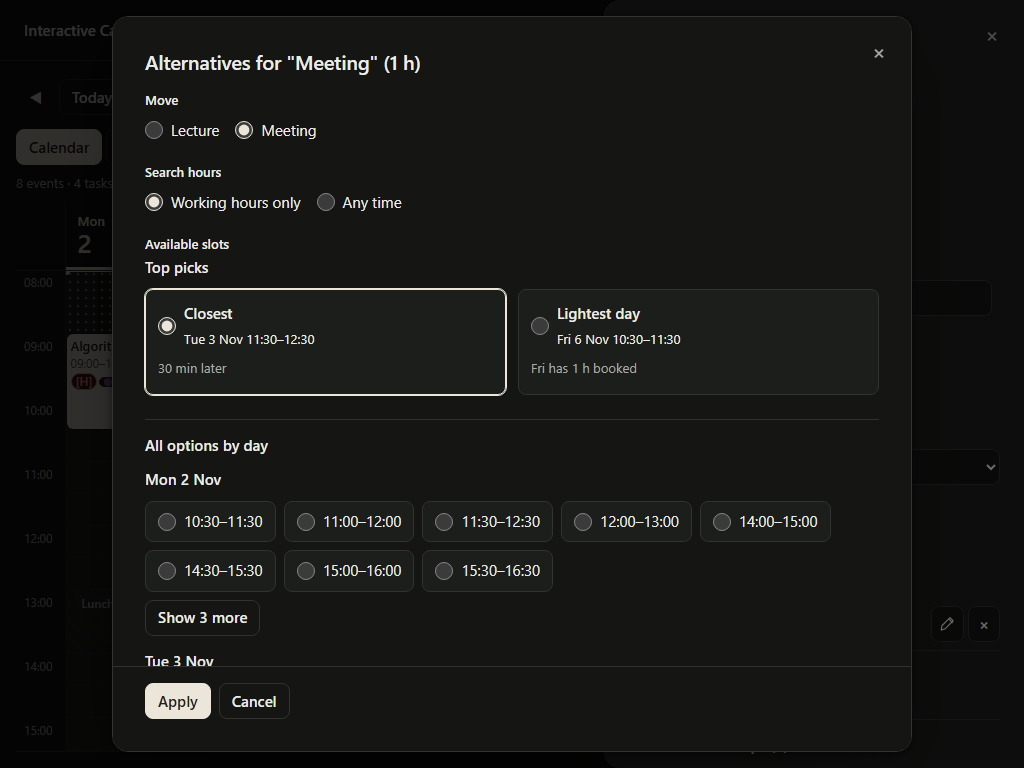 Interactive Ca
×
Alternatives for "Meeting" (1 h)
×
Move
Lecture Meeting
Search hours
Working hours only Any time
Available slots
Top picks
Closest
Tue 3 Nov 11:30–12:30
30 min later
Lightest day
Fri 6 Nov 10:30–11:30
Fri has 1 h booked
All options by day
Mon 2 Nov
10:30–11:30 11:00–12:00 11:30–12:30 12:00–13:00 14:00–15:00
14:30–15:30 15:00–16:00 15:30–16:30
Show 3 more
Tue 3 Nov
Apply Cancel
◀ Today
Calendar
8 events · 4 tasks
Mon
2
08:00
09:00
10:00
11:00
12:00
13:00
14:00
15:00
Algorit
09:00–1
[H]
Lunch
×